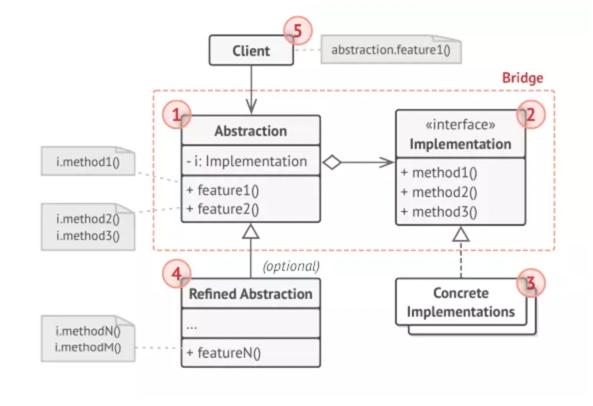 5
Client
abstraction.feature1()
Bridge
1
Abstraction
- i: Implementation
+ feature1()
+ feature2()
2
«interface»
Implementation
+ method1()
+ method2()
+ method3()
i.method1()
i.method2()
i.method3()
(optional)
4
Refined Abstraction
...
+ featureN()
3
Concrete
Implementations
i.methodN()
i.methodM()